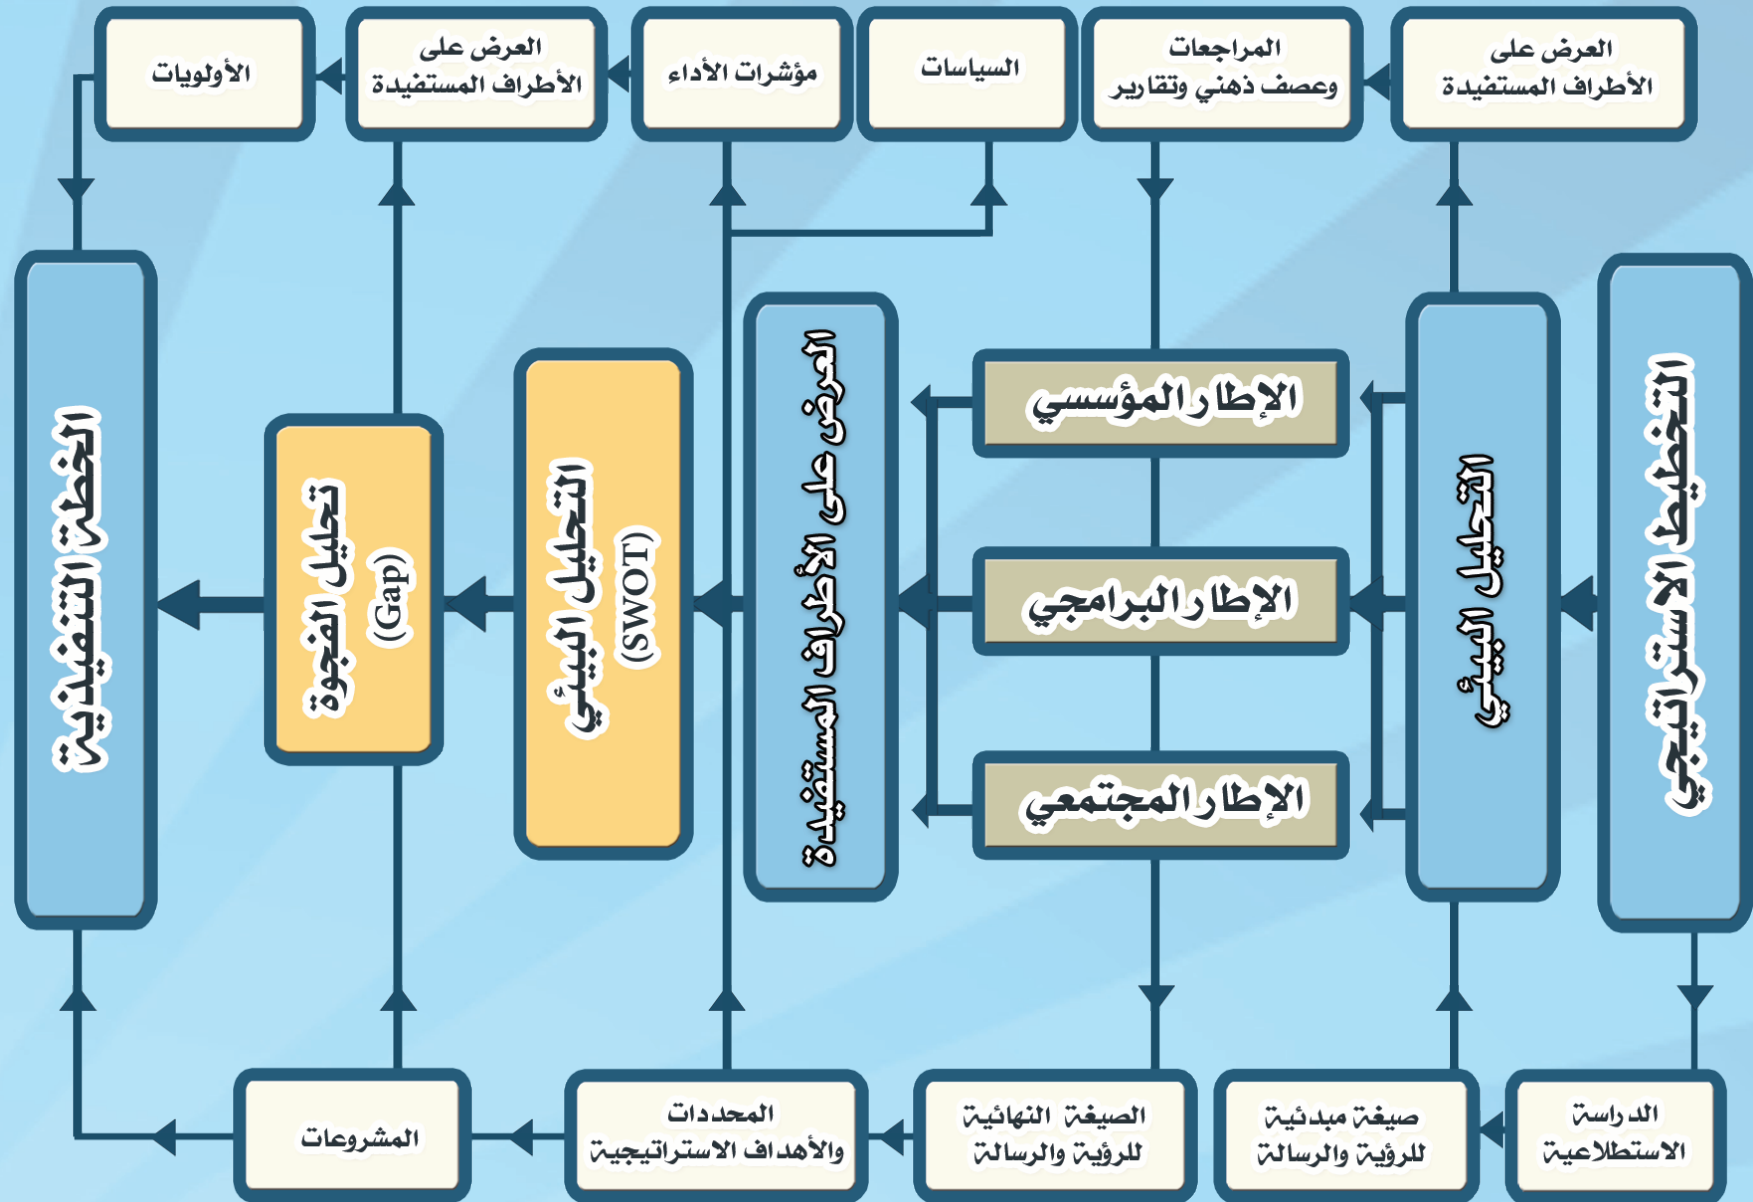 العرض على
الأطراف المستفيدة
المراجعات
وعصف ذهني وتقارير
السياسات
مؤشرات الأداء
العرض على
الأطراف المستفيدة
الأولويات
التخطيط الاستراتيجي
التحليل البيئي
الإطار المؤسسي
الإطار البرامجي
الإطار المجتمعي
العرض على الأطراف المستفيدة
التحليل البيئي
(SWOT)
تحليل الفجوة
(Gap)
الخطة التنفيذية
الدراسة
الاستطلاعية
صيغة مبدئية
للرؤية والرسالة
الصيغة النهائية
للرؤية والرسالة
المحددات
والأهداف الاستراتيجية
المشروعات